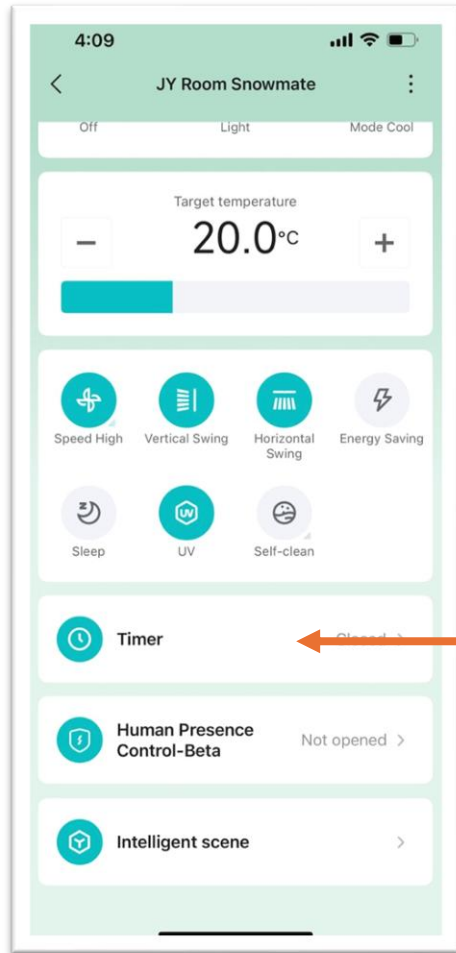 4:09
JY Room Snowmate
Off Light Mode Cool
Target temperature
20.0°C
Speed High Vertical Swing Horizontal Swing Energy Saving
Sleep UV Self-clean
Timer Closed
Human Presence
Control-Beta
Not opened
Intelligent scene